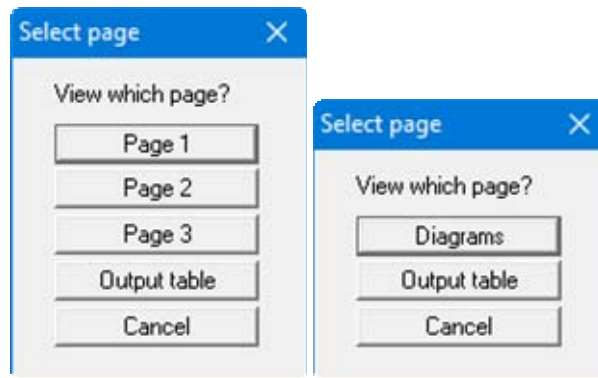 Select page
View which page?
Page 1
Page 2
Page 3
Output table
Cancel
Select page
View which page?
Diagrams
Output table
Cancel